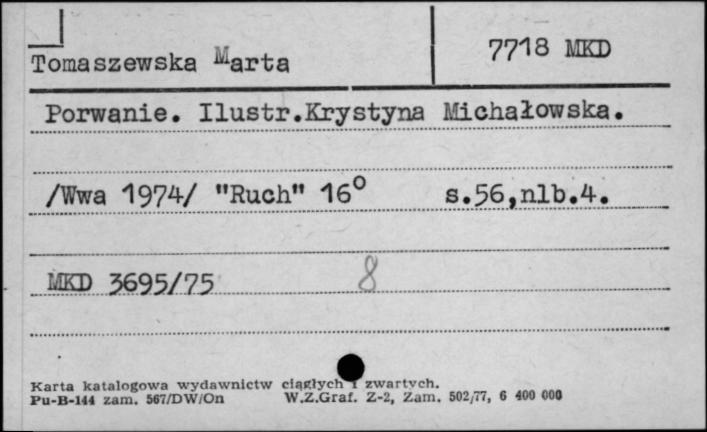 Tomaszewska Marta
7718 MKD
Porwanie. Ilustr.Krystyna Michałowska.
/Wwa 1974/ "Ruch" 16° s.56,nlb.4.
MKD 3695/75 8
Karta katalogowa wydawnictw ciągłych i zwartych.
Pu-B-144 zam. 567/DW/On W.Z.Graf. Z-2, Zam. 502/77, 6 400 000